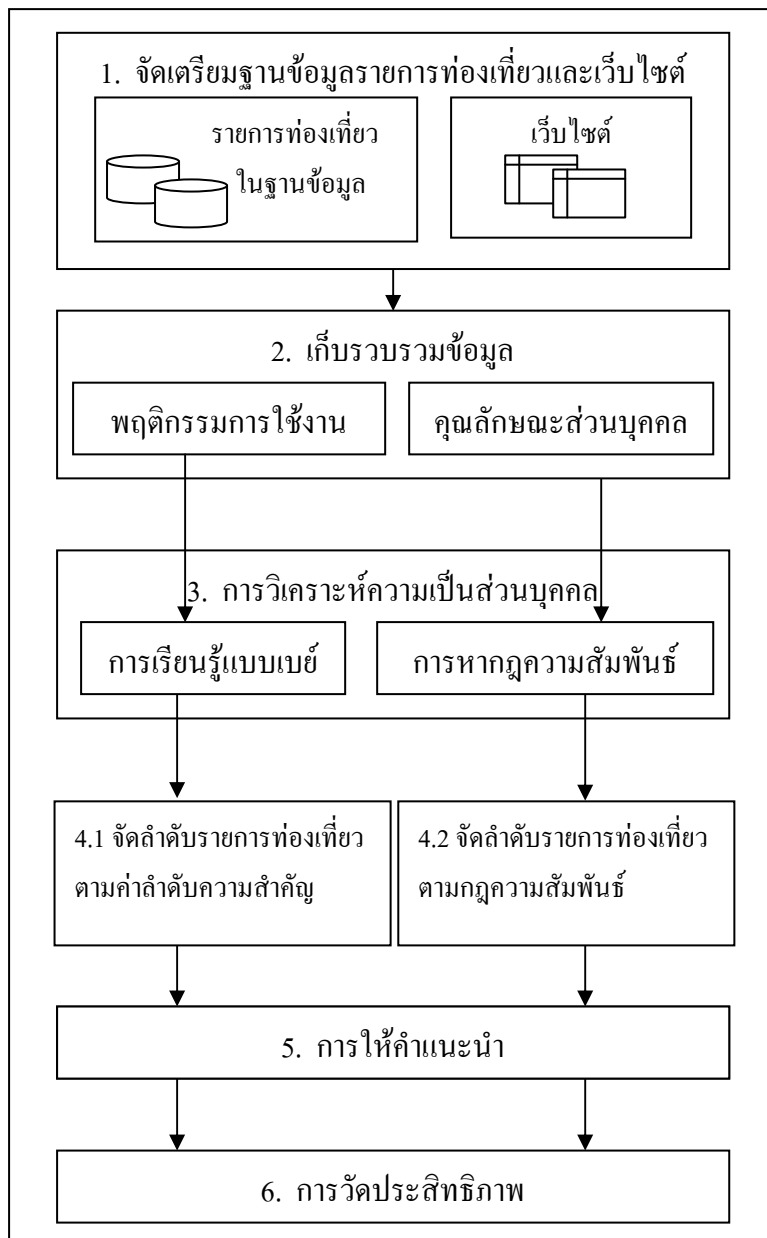 1. จัดเตรียมฐานข้อมูลรายการท่องเที่ยวและเว็บไซต์
รายการท่องเที่ยว
ในฐานข้อมูล
เว็บไซต์
2. เก็บรวบรวมข้อมูล
พฤติกรรมการใช้งาน
คุณลักษณะส่วนบุคคล
3. การวิเคราะห์ความเป็นส่วนบุคคล
การเรียนรู้แบบเบย์
การหากฎความสัมพันธ์
4.1 จัดลำดับรายการท่องเที่ยว
ตามค่าลำดับความสำคัญ
4.2 จัดลำดับรายการท่องเที่ยว
ตามกฎความสัมพันธ์
5. การให้คำแนะนำ
6. การวัดประสิทธิภาพ